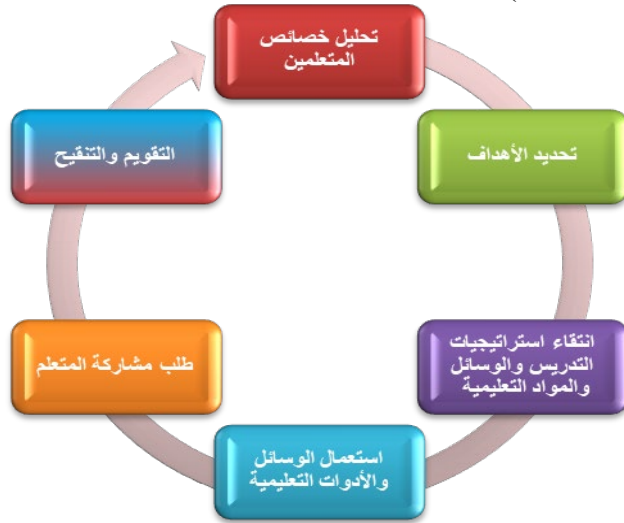 تحليل خصائص
المتعلمين
تحديد الأهداف
انتقاء استراتيجيات
التدريس والوسائل
والمواد التعليمية
استعمال الوسائل
والأدوات التعليمية
طلب مشاركة المتعلم
التقويم والتنقيح